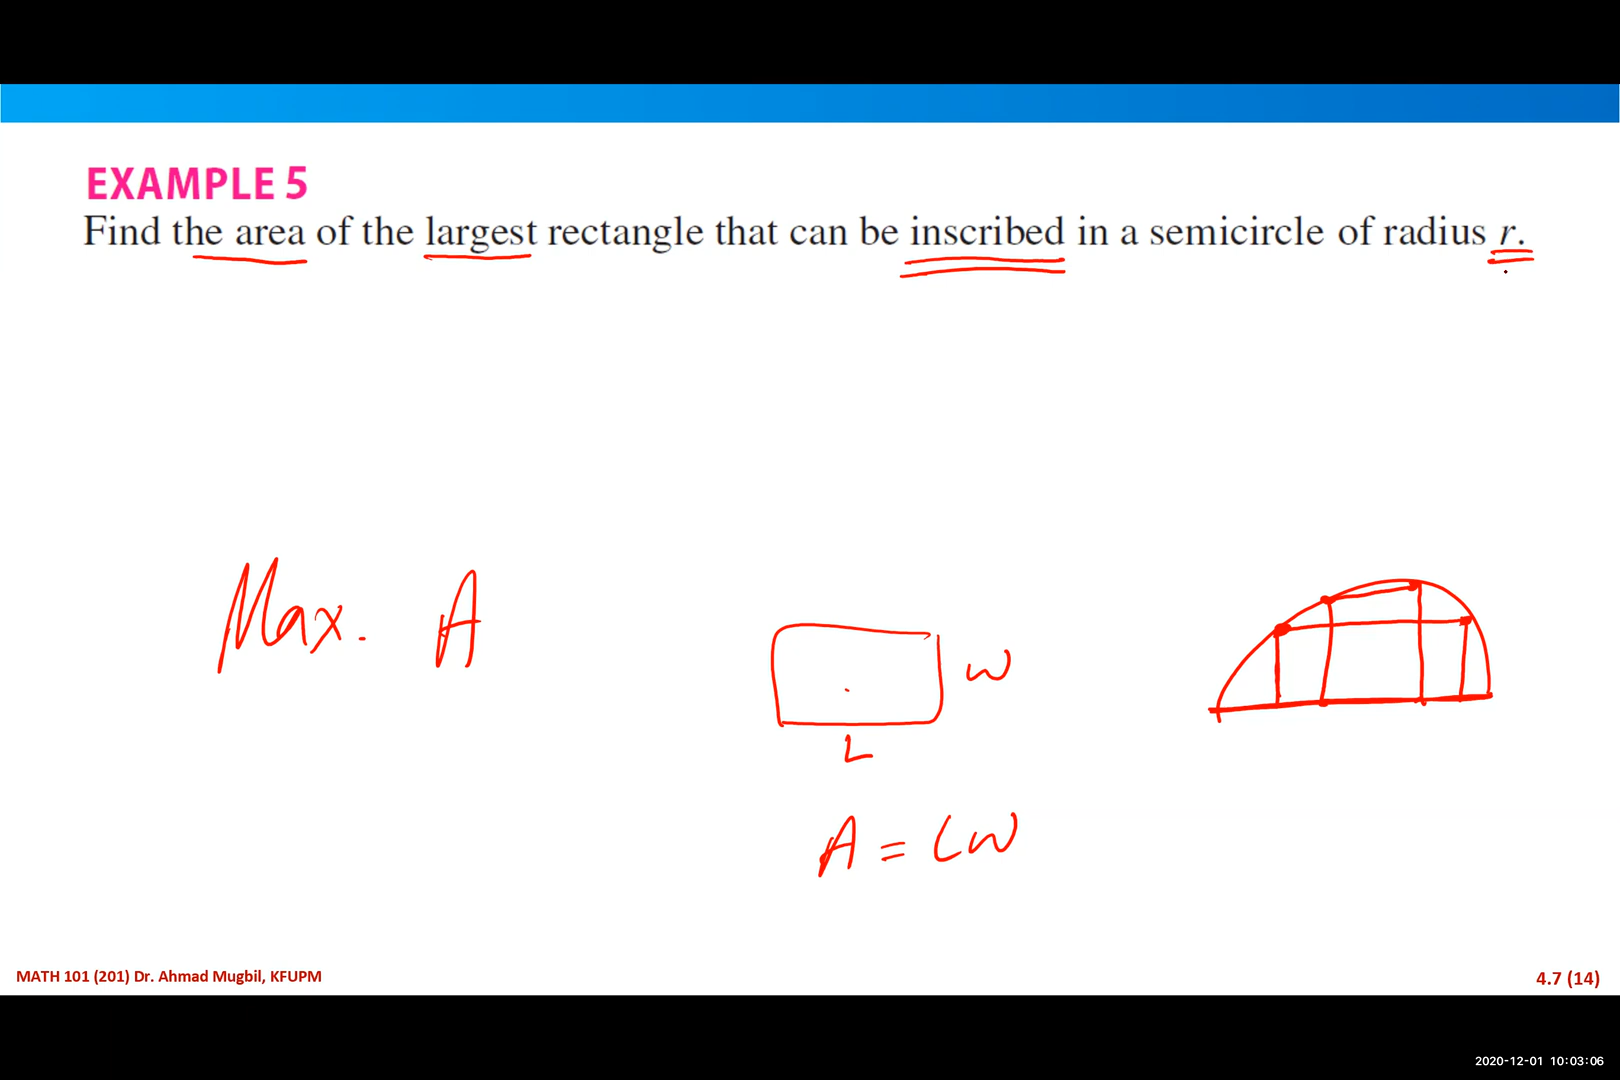 EXAMPLE 5
Find the area of the largest rectangle that can be inscribed in a semicircle of radius r.
Max. A
W
L
A = LW
MATH 101 (201) Dr. Ahmad Mugbil, KFUPM
4.7 (14)
2020-12-01 10:03:06